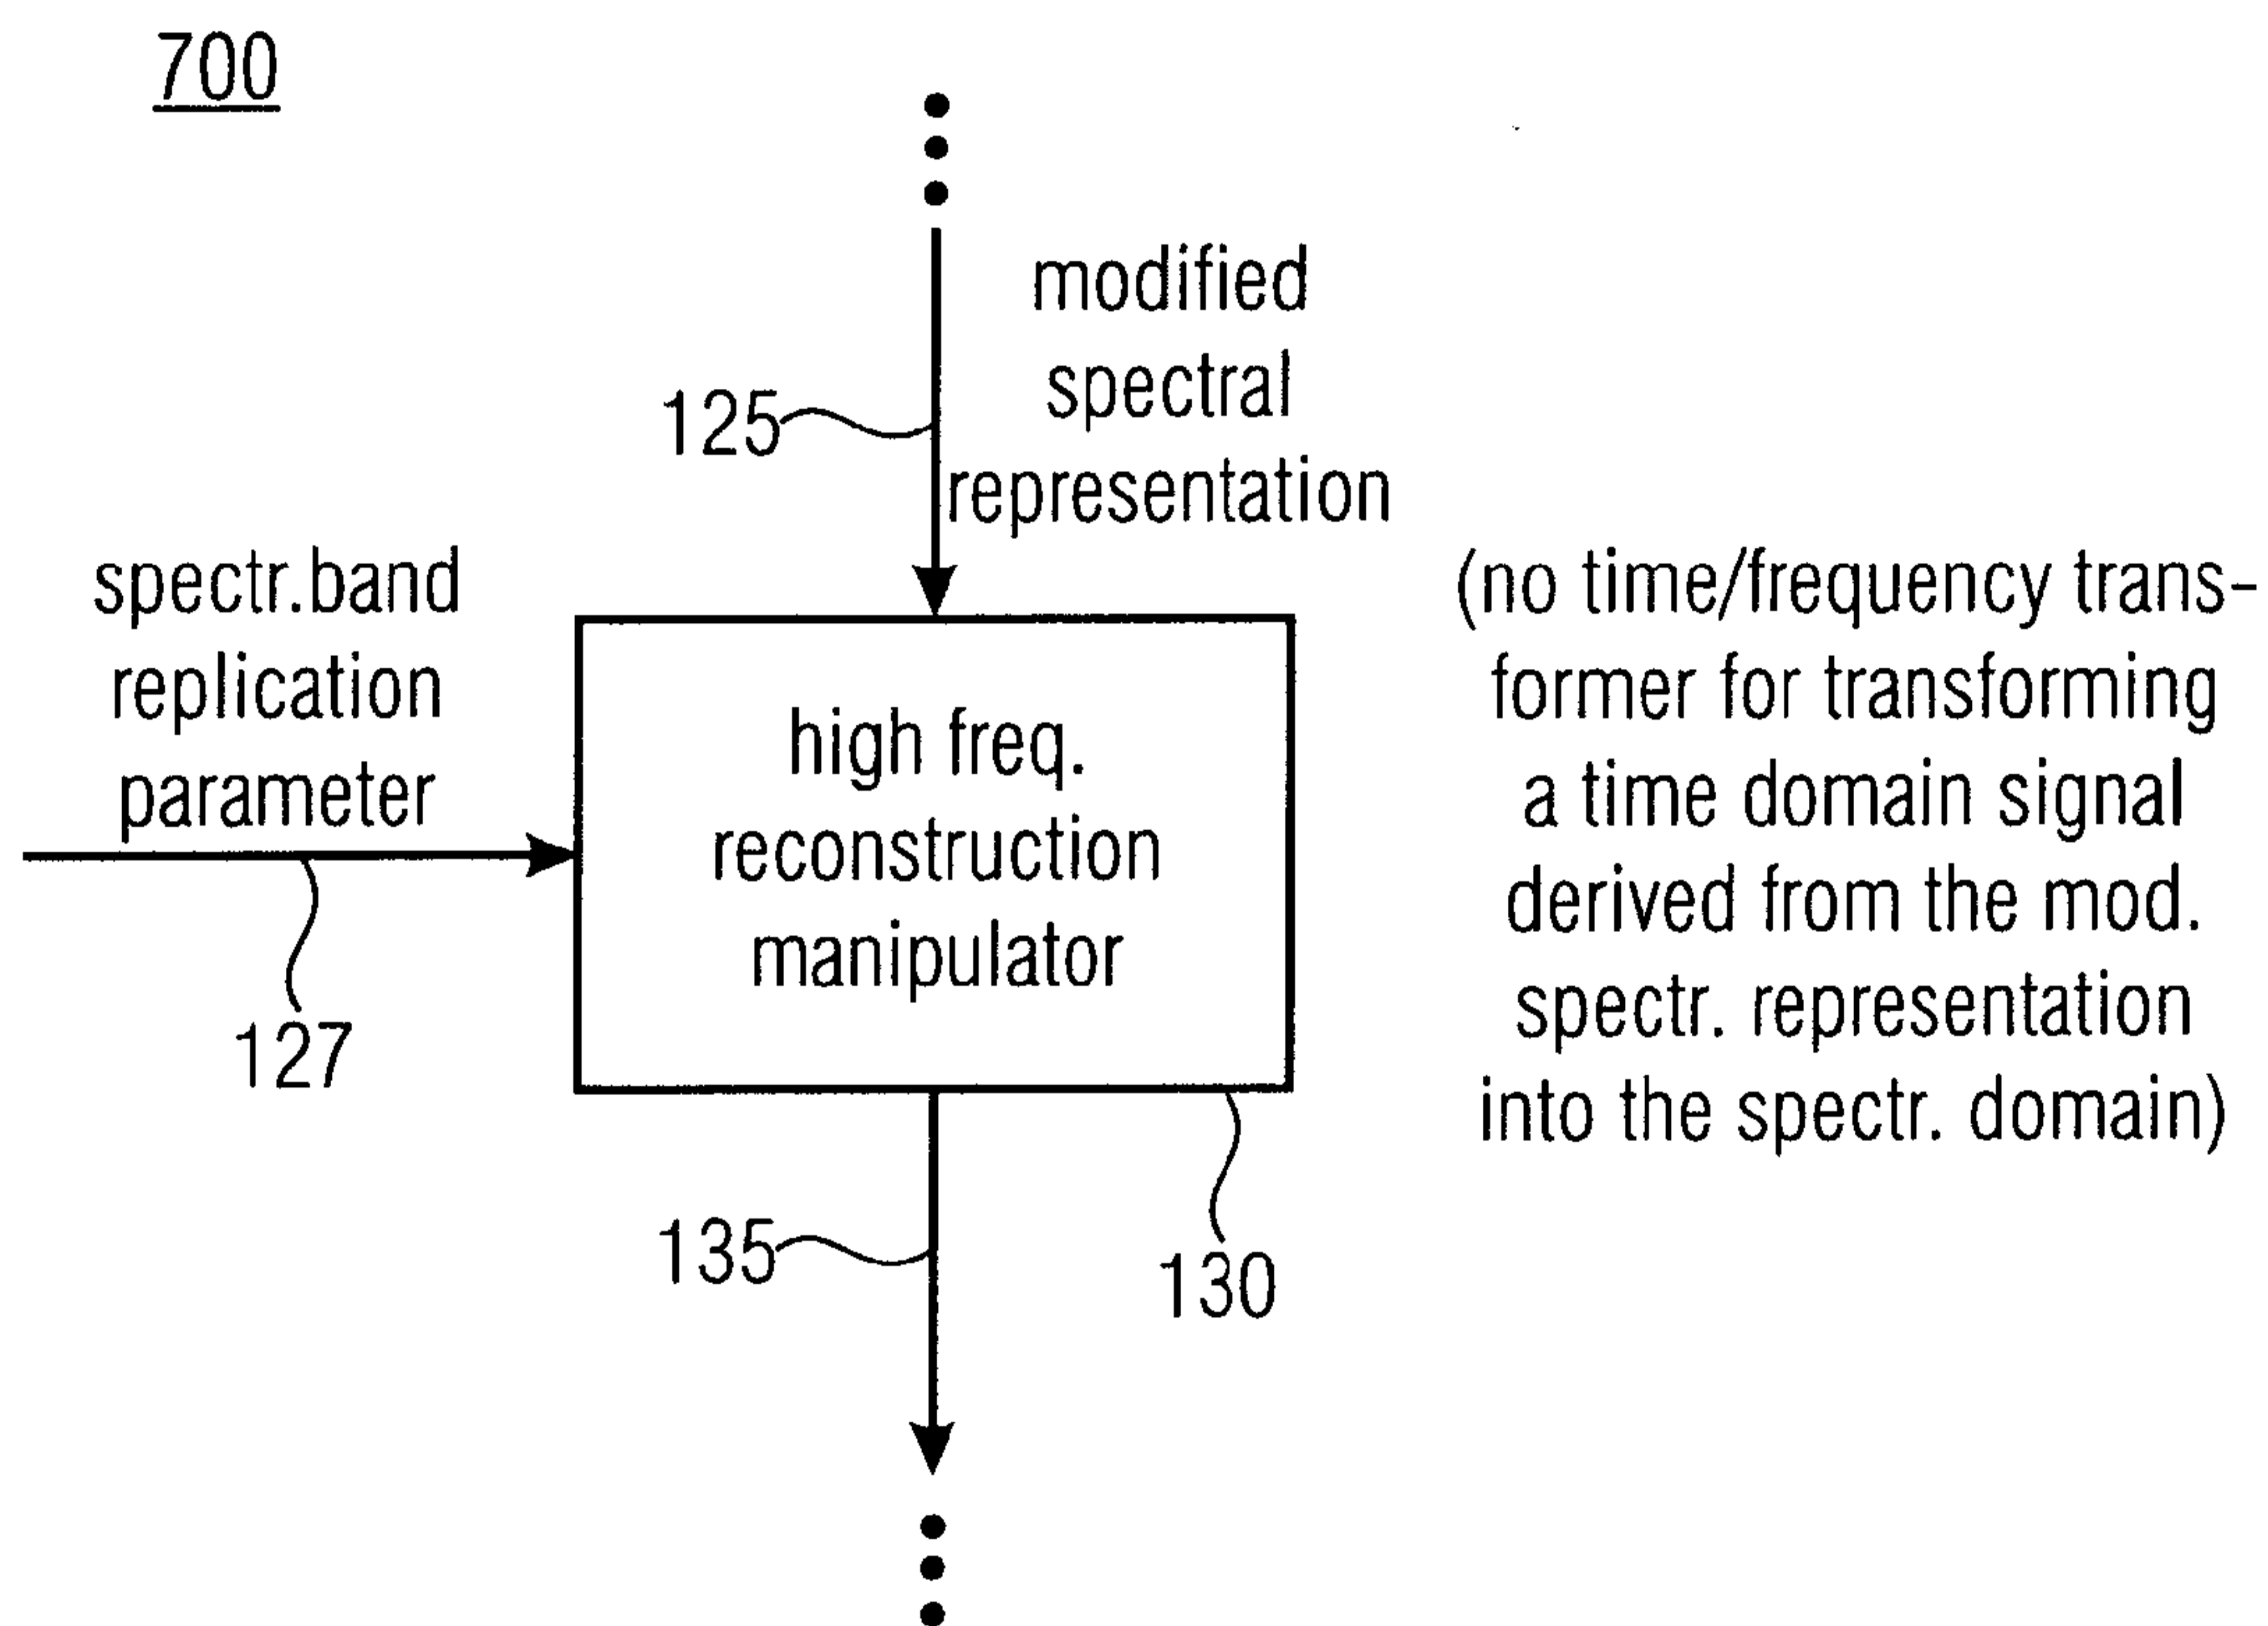 700
modified
spectral
representation
125
spectr.band
replication
parameter
127
high freq.
reconstruction
manipulator
(no time/frequency trans-
former for transforming
a time domain signal
derived from the mod.
spectr. representation
into the spectr. domain)
135
130